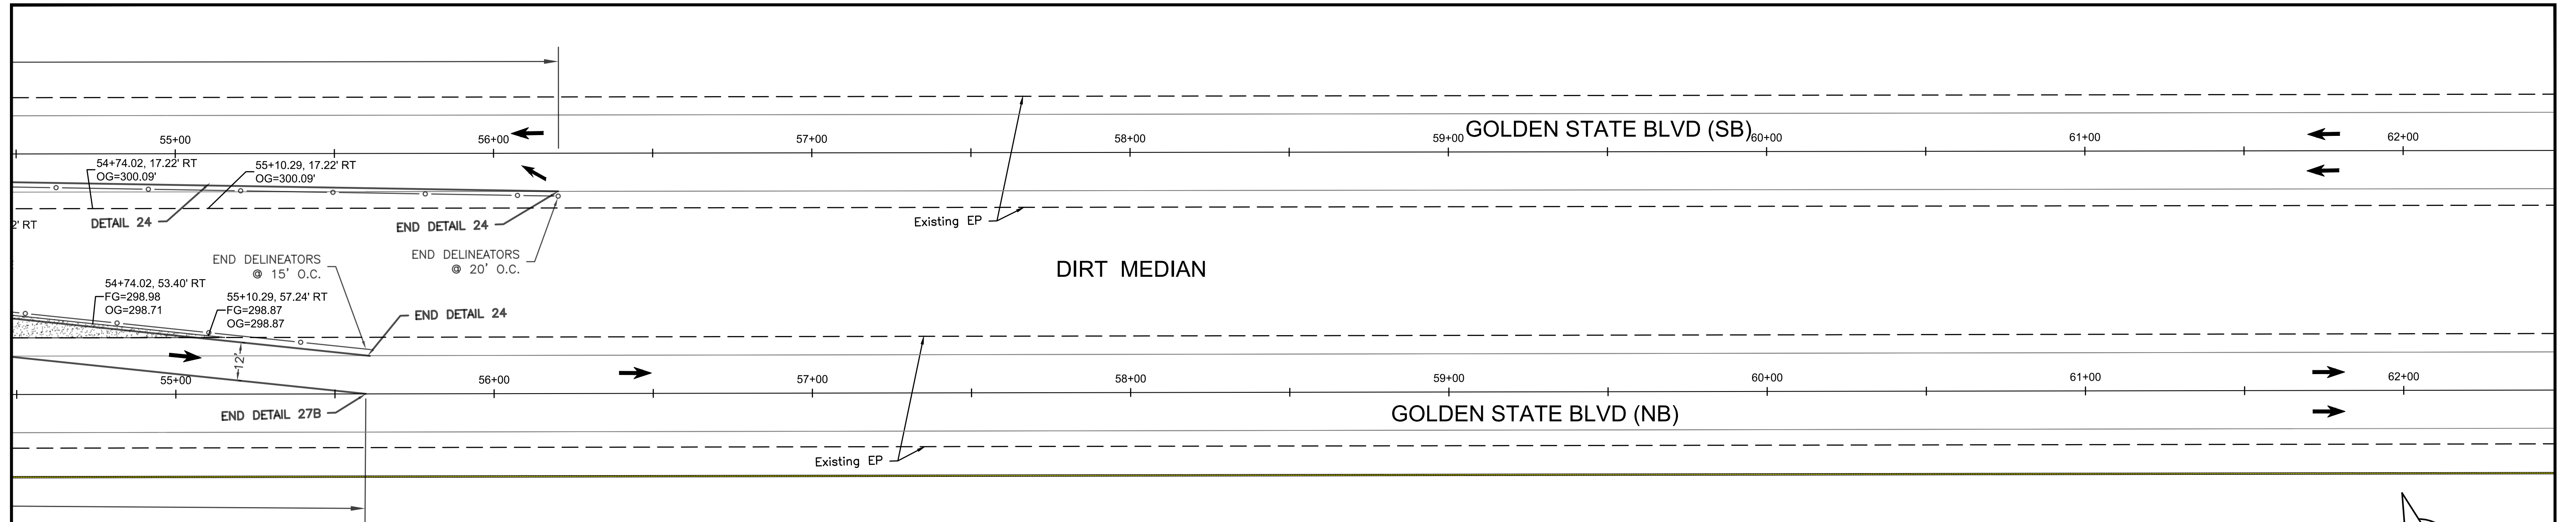 GOLDEN STATE BLVD (SB)
55+00
56+00
57+00
58+00
59+00
60+00
61+00
62+00
54+74.02, 17.22' RT
OG=300.09'
55+10.29, 17.22' RT
OG=300.09'
2' RT
DETAIL 24
END DETAIL 24
Existing EP
END DELINEATORS
@ 15' O.C.
END DELINEATORS
@ 20' O.C.
DIRT MEDIAN
54+74.02, 53.40' RT
FG=298.98
OG=298.71
55+10.29, 57.24' RT
FG=298.87
OG=298.87
END DETAIL 24
12'
55+00
56+00
57+00
58+00
59+00
60+00
61+00
62+00
END DETAIL 27B
GOLDEN STATE BLVD (NB)
Existing EP